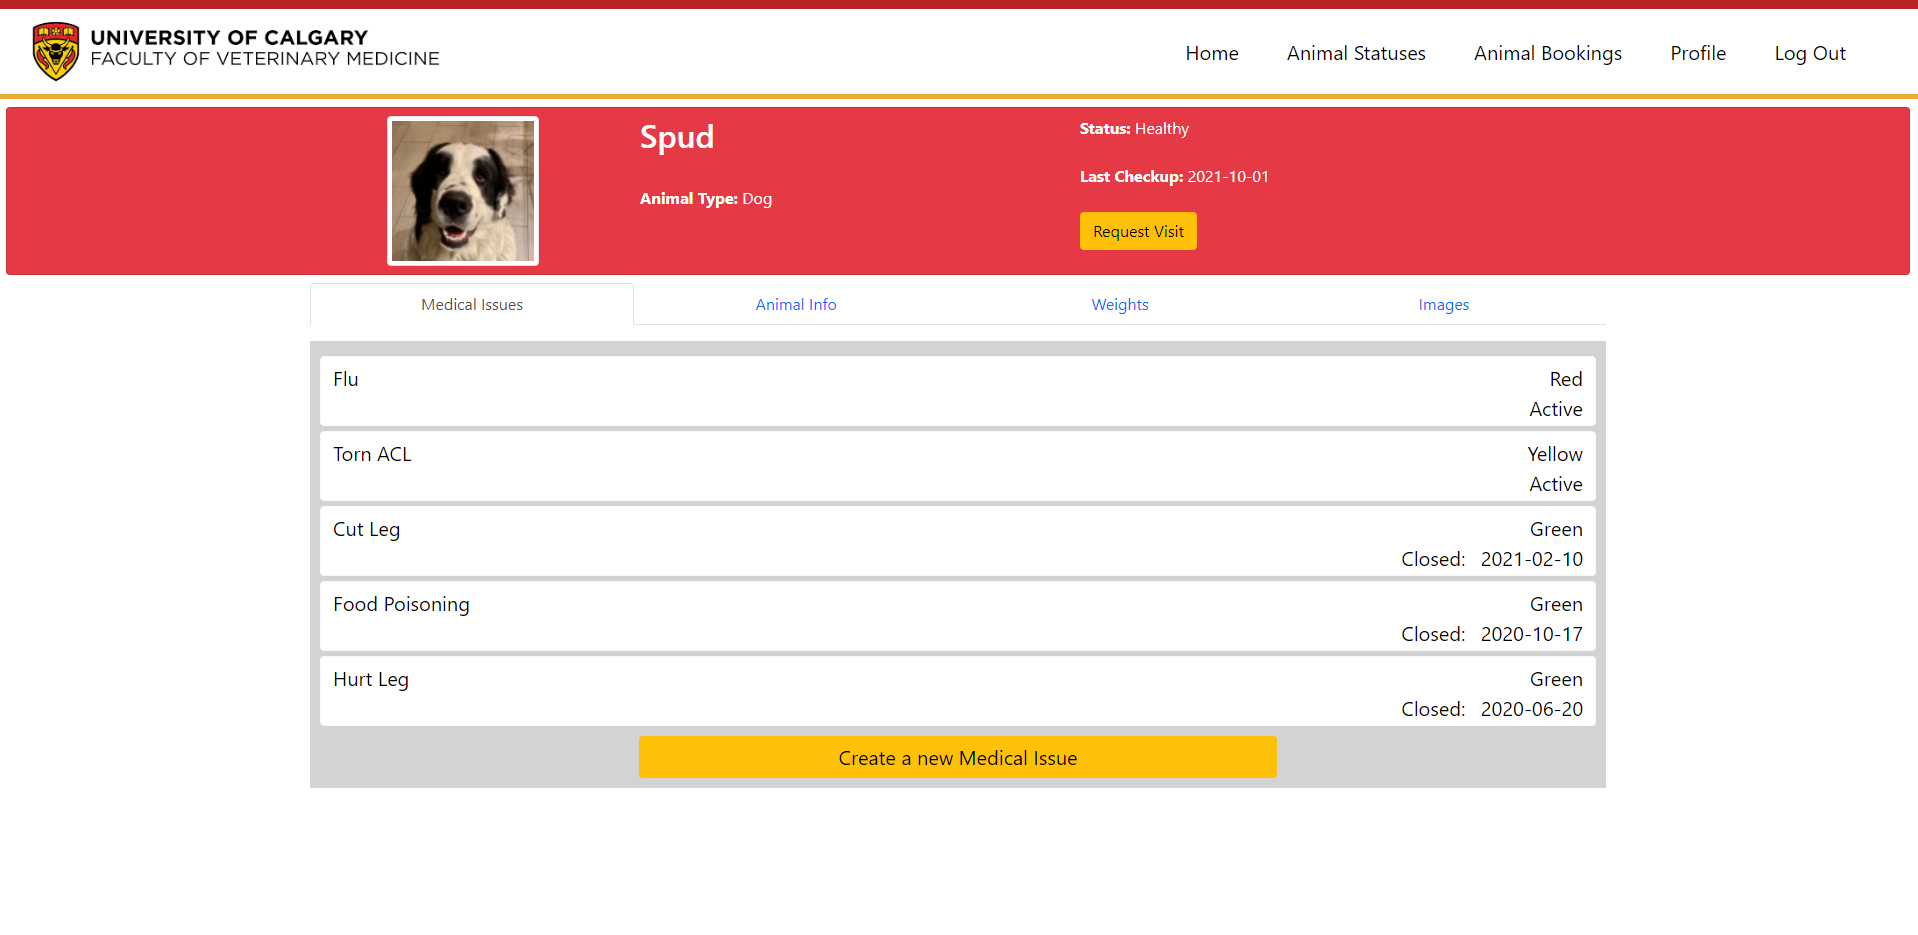 UNIVERSITY OF CALGARY
FACULTY OF VETERINARY MEDICINE
Home
Animal Statuses
Animal Bookings
Profile
Log Out
Spud
Animal Type: Dog
Status: Healthy
Last Checkup: 2021-10-01
Request Visit
Medical Issues
Animal Info
Weights
Images
Flu
Red
Active
Torn ACL
Yellow
Active
Cut Leg
Green
Closed: 2021-02-10
Food Poisoning
Green
Closed: 2020-10-17
Hurt Leg
Green
Closed: 2020-06-20
Create a new Medical Issue